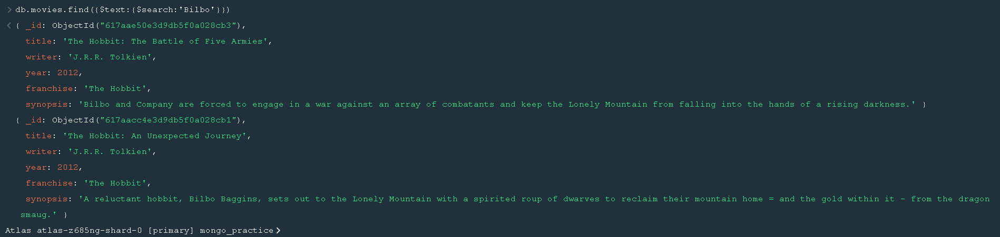 db.movies.find({$text:{$search:'Bilbo'}})
{ _id: ObjectId("617aae50e3d9db5f0a028cb3"),
title: 'The Hobbit: The Battle of Five Armies',
writer: 'J.R.R. Tolkien',
year: 2012,
franchise: 'The Hobbit',
synopsis: 'Bilbo and Company are forced to engage in a war against an array of combatants and keep the Lonely Mountain from falling into the hands of a rising darkness.' }
{ _id: ObjectId("617aacc4e3d9db5f0a028cb1"),
title: 'The Hobbit: An Unexpected Journey',
writer: 'J.R.R. Tolkien',
year: 2012,
franchise: 'The Hobbit',
synopsis: 'A reluctant hobbit, Bilbo Baggins, sets out to the Lonely Mountain with a spirited roup of dwarves to reclaim their mountain home = and the gold within it - from the dragon
smaug.' }
Atlas atlas-z685ng-shard-0 [primary] mongo_practice>